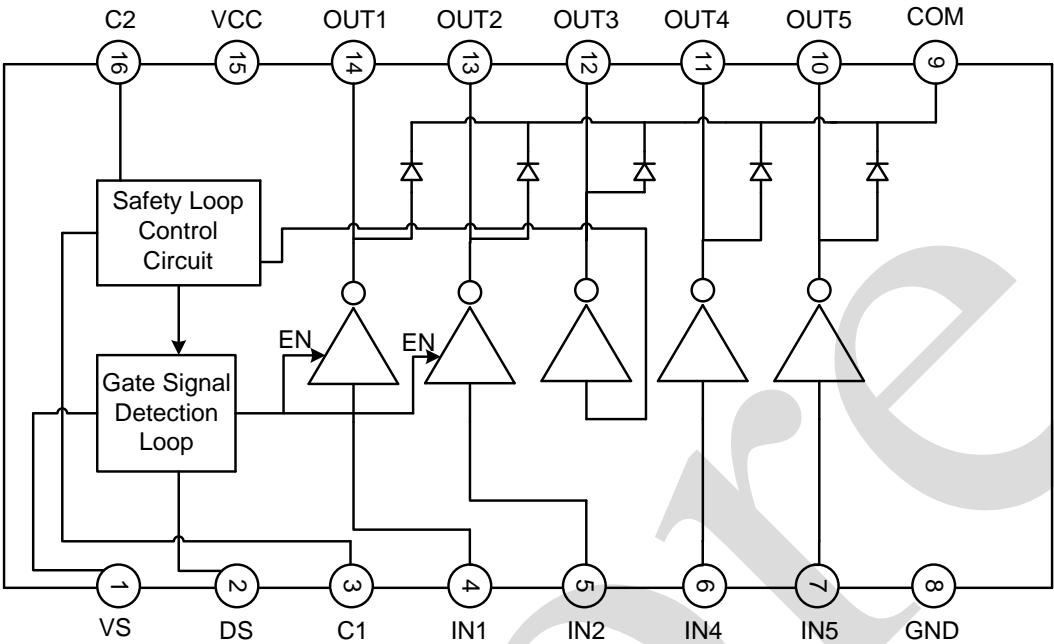 C2 VCC OUT1 OUT2 OUT3 OUT4 OUT5 COM
16 15 14 13 12 11 10 9
Safety Loop
Control
Circuit
EN EN
Gate Signal
Detection
Loop
1 2 3 4 5 6 7 8
VS DS C1 IN1 IN2 IN4 IN5 GND